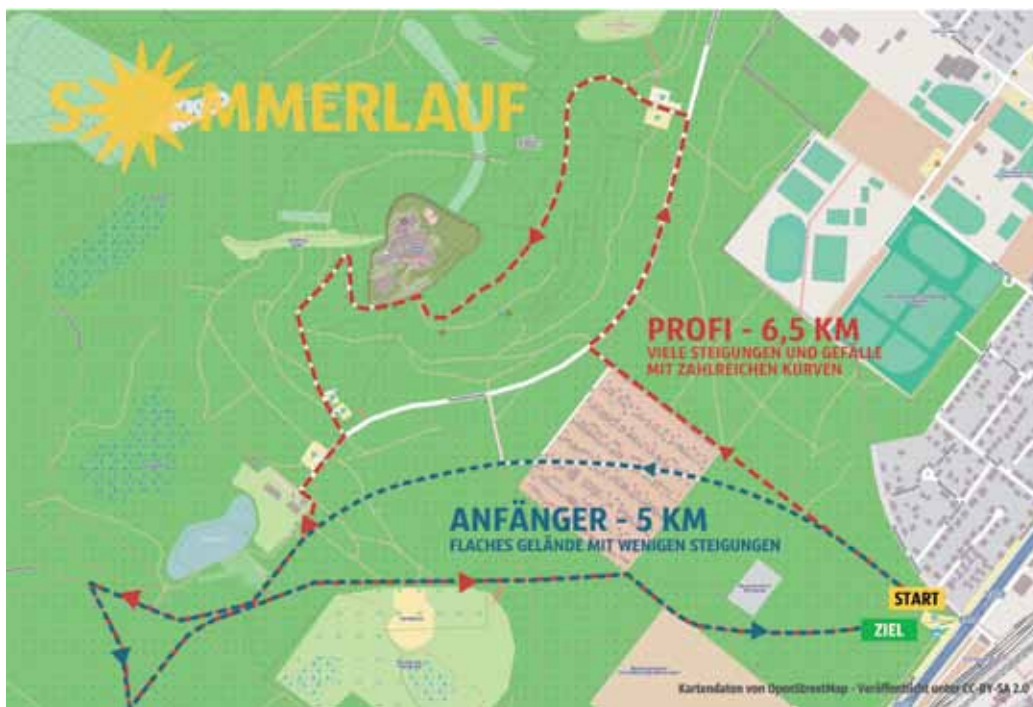 SOMMERLAUF
PROFI - 6,5 KM
VIELE STEIGUNGEN UND GEFÄLLE
MIT ZAHLREICHEN KURVEN
ANFÄNGER - 5 KM
FLACHES GELÄNDE MIT WENIGEN STEIGUNGEN
START
ZIEL
Kartendaten von OpenStreetMap - Veröffentlicht unter CC-BY-SA 2.0